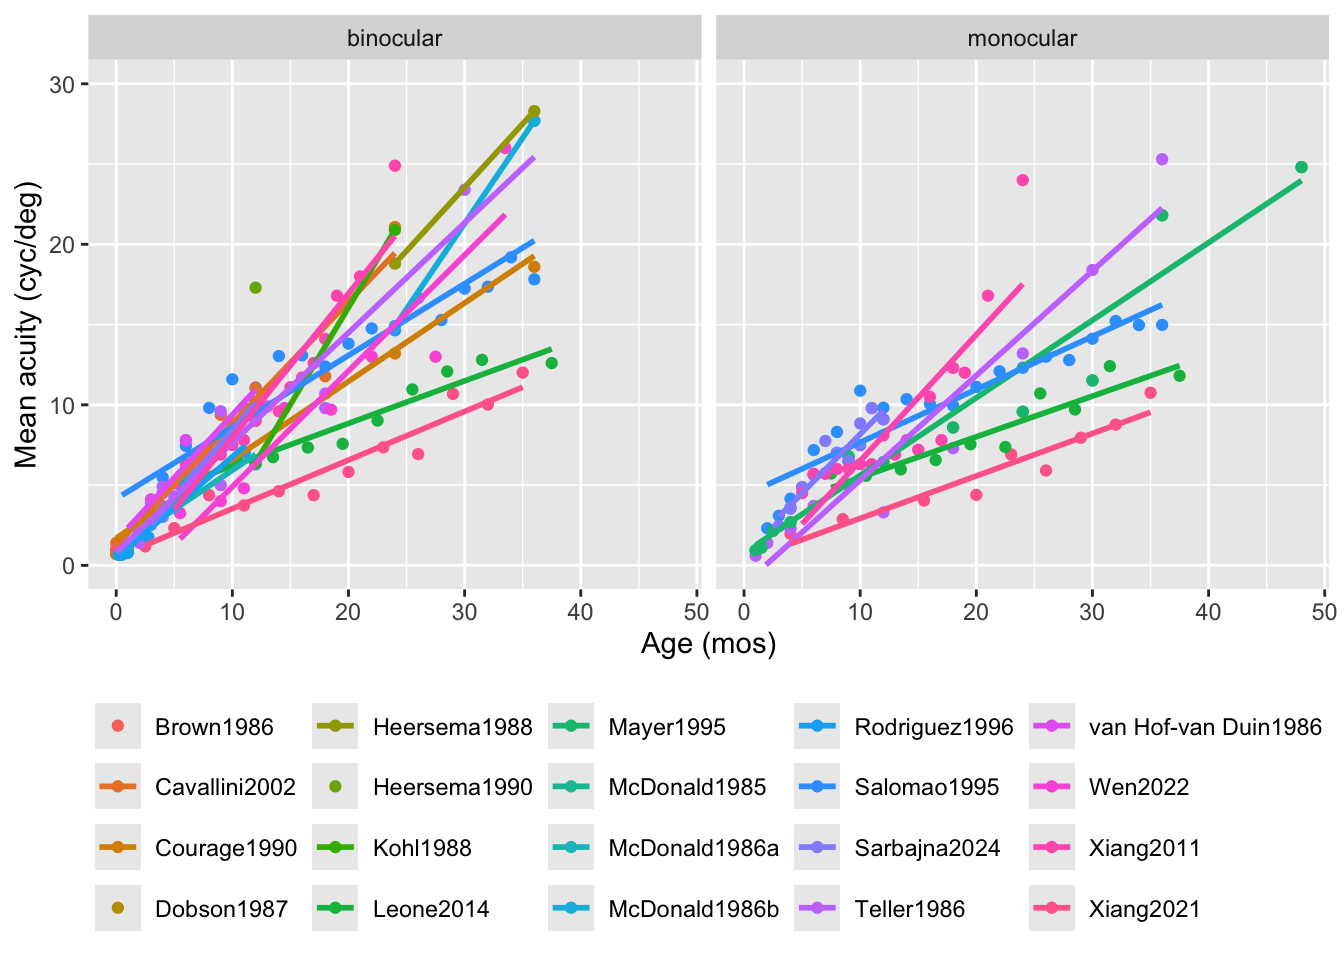 binocular monocular
30
20
10
0
0 10 20 30 40 50 0 10 20 30 40 50
Mean acuity (cyc/deg)
Age (mos)
Brown1986 Heersema1988 Mayer1995 Rodriguez1996 van Hof-van Duin1986
Cavallini2002 Heersema1990 McDonald1985 Salomao1995 Wen2022
Courage1990 Kohl1988 McDonald1986a Sarbajna2024 Xiang2011
Dobson1987 Leone2014 McDonald1986b Teller1986 Xiang2021